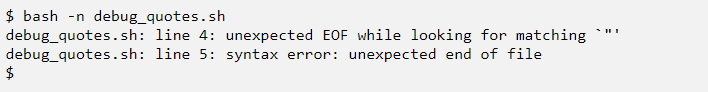 $ bash -n debug_quotes.sh
debug_quotes.sh: line 4: unexpected EOF while looking for matching `"'
debug_quotes.sh: line 5: syntax error: unexpected end of file
$